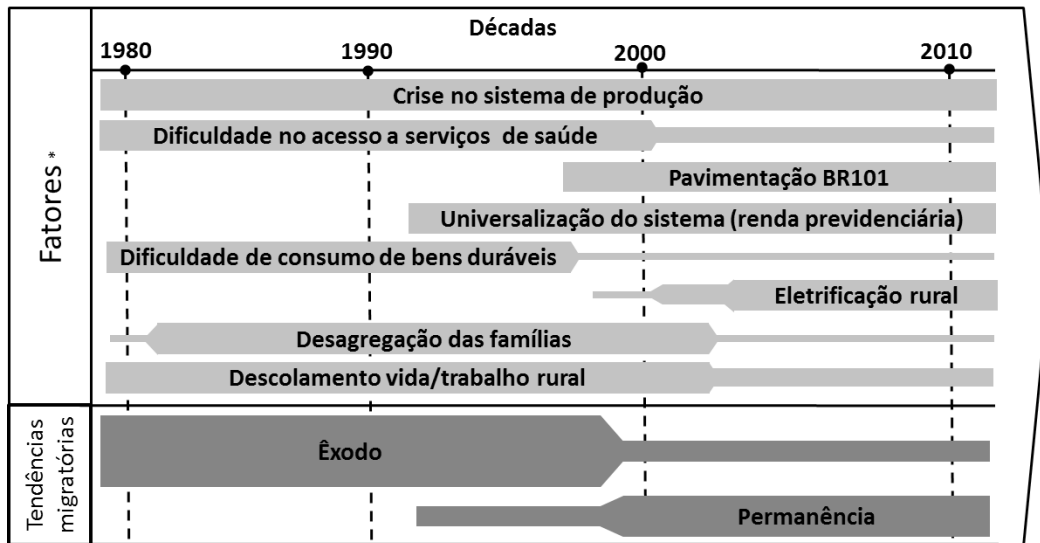 Décadas
1980 1990 2000 2010
Fatores *
Crise no sistema de produção
Dificuldade no acesso a serviços de saúde
Pavimentação BR101
Universalização do sistema (renda previdenciária)
Dificuldade de consumo de bens duráveis
Eletrificação rural
Desagregação das famílias
Descolamento vida/trabalho rural
Tendências
migratórias
Êxodo
Permanência